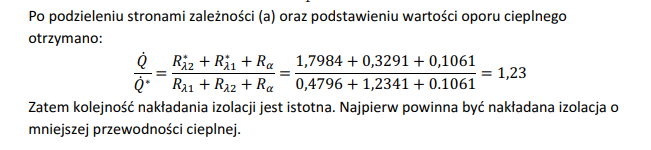 Po podzieleniu stronami zależności (a) oraz podstawieniu wartości oporu cieplnego
otrzymano:
Q̇/Q̇* = (R*λ2 + R*λ1 + Rα)/(Rλ1 + Rλ2 + Rα) = (1,7984 + 0,3291 + 0,1061)/(0,4796 + 1,2341 + 0.1061) = 1,23
Zatem kolejność nakładania izolacji jest istotna. Najpierw powinna być nakładana izolacja o
mniejszej przewodności cieplnej.